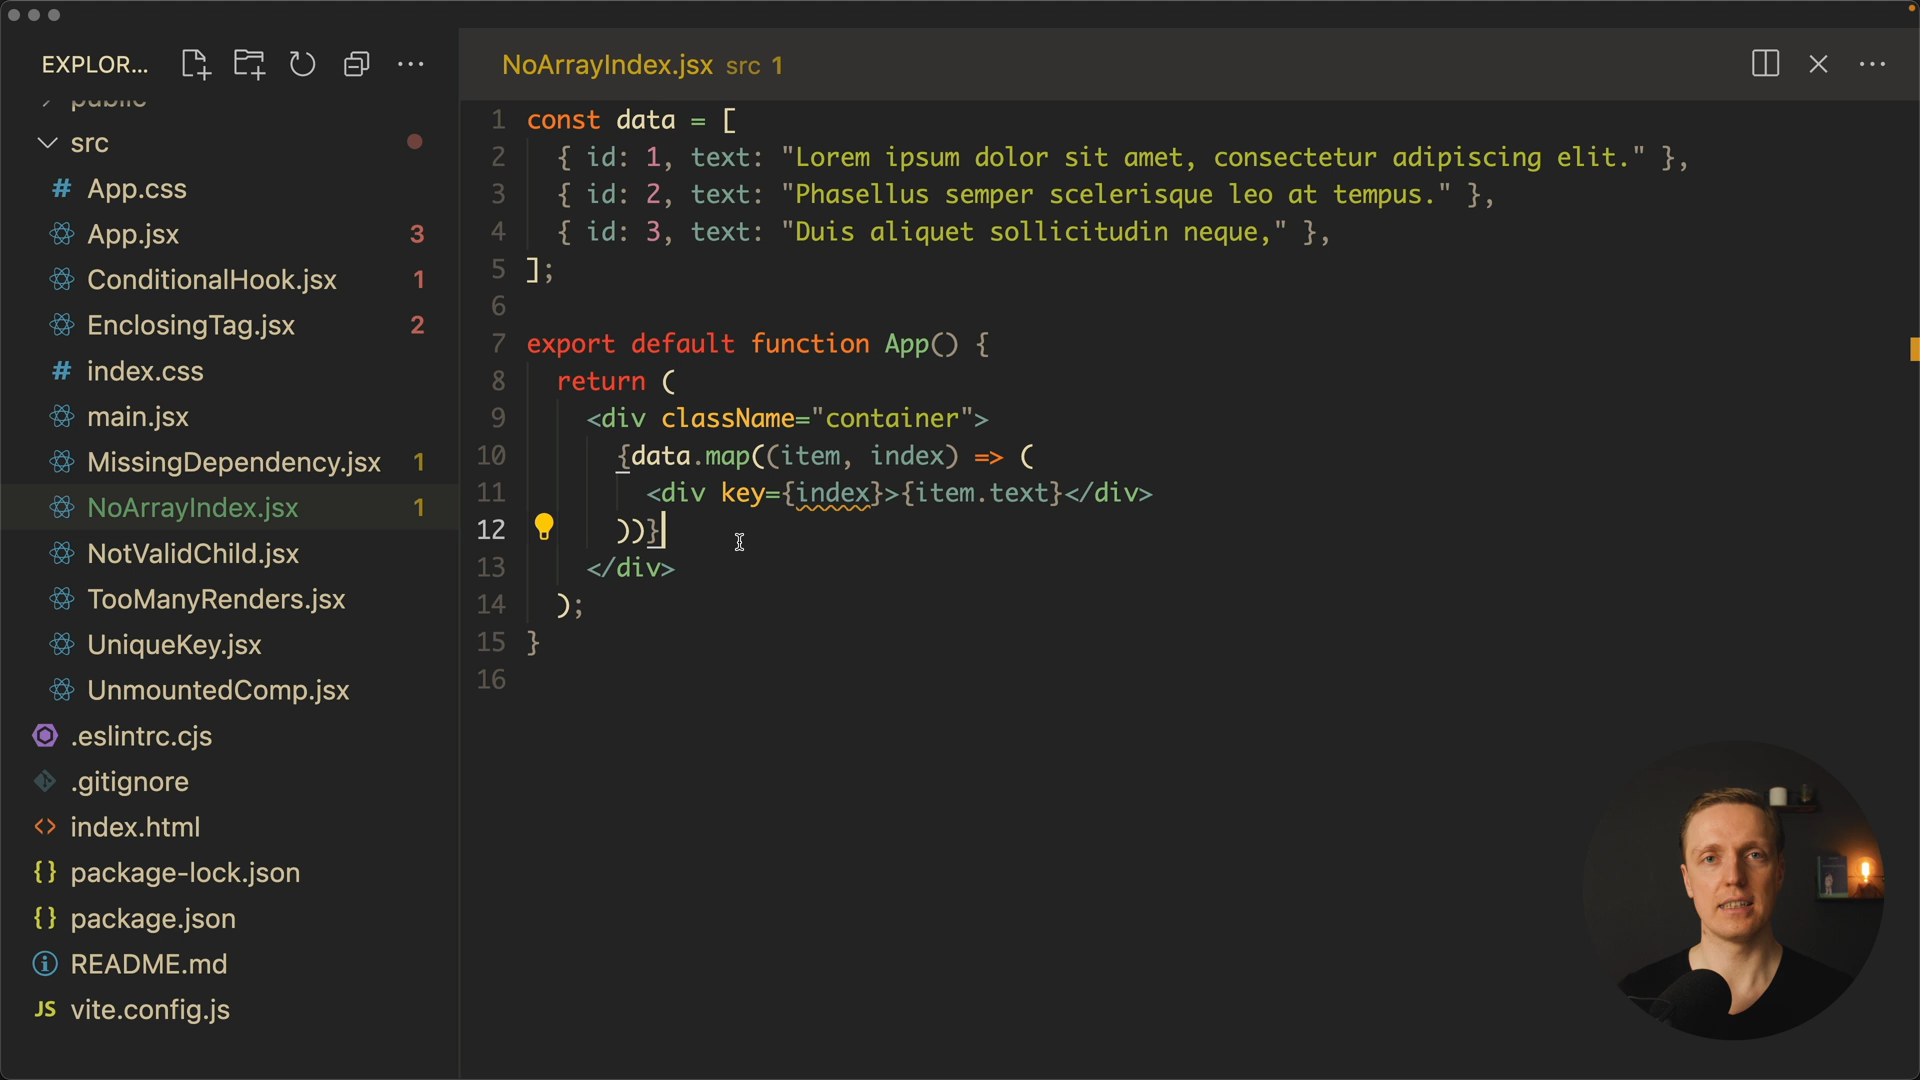 EXPLOR...
NoArrayIndex.jsx src 1
public
src
App.css
App.jsx 3
ConditionalHook.jsx 1
EnclosingTag.jsx 2
index.css
main.jsx
MissingDependency.jsx 1
NoArrayIndex.jsx 1
NotValidChild.jsx
TooManyRenders.jsx
UniqueKey.jsx
UnmountedComp.jsx
.eslintrc.cjs
.gitignore
index.html
package-lock.json
package.json
README.md
JS vite.config.js
1 const data = [
2 { id: 1, text: "Lorem ipsum dolor sit amet, consectetur adipiscing elit." },
3 { id: 2, text: "Phasellus semper scelerisque leo at tempus." },
4 { id: 3, text: "Duis aliquet sollicitudin neque," },
5 ];
6
7 export default function App() {
8 return (
9 <div className="container">
10 {data.map((item, index) => (
11 <div key={index}>{item.text}</div>
12 ))}
13 </div>
14 );
15 }
16